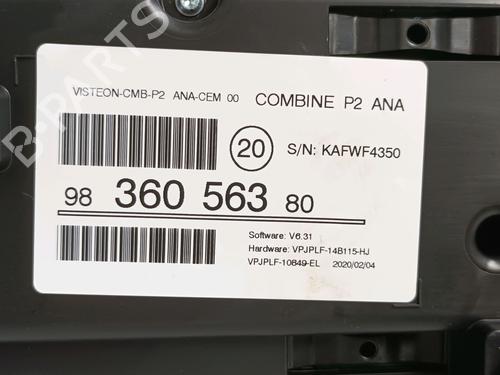 B-PARTS
VISTEON-CMB-P2 ANA-CEM 00 COMBINE P2 ANA
20 S/N: KAFWF4350
98 360 563 80
Software: V6.31
Hardware: VPJPLF-14B115-HJ
VPJPLF-10849-EL 2020/02/04